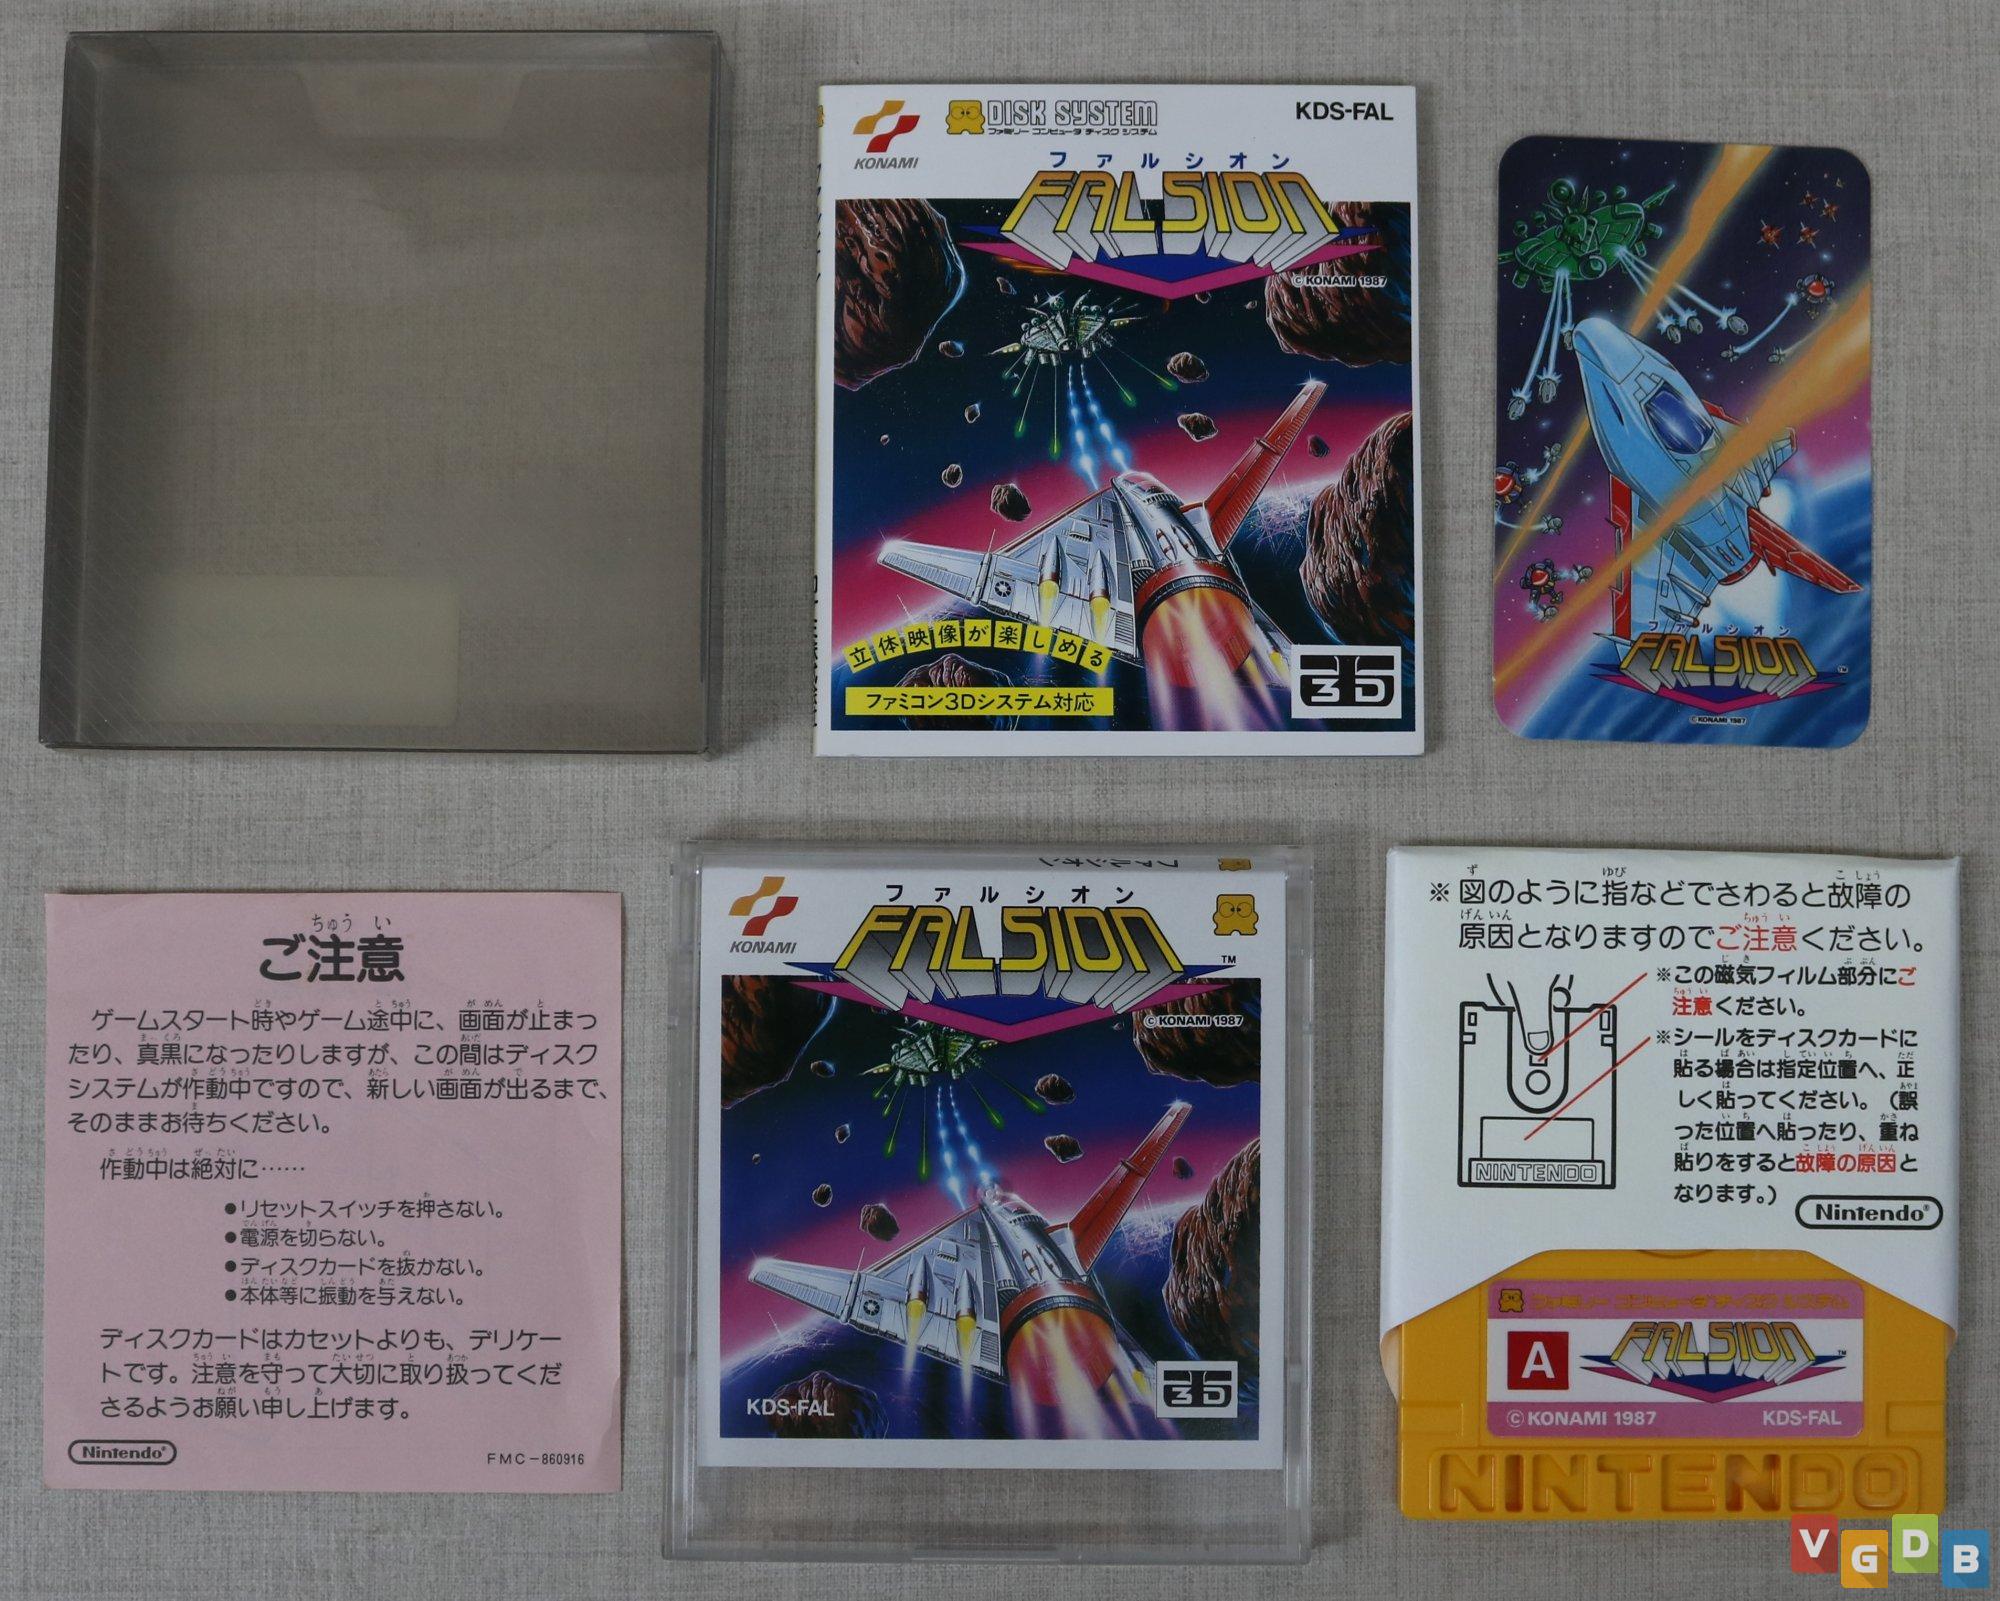 KONAMI
DISK SYSTEM
ファミリー コンピュータ ディスク システム
KDS-FAL
ファルシオン
FALSION
© KONAMI 1987
立体映像が楽しめる
ファミコン3Dシステム対応
3D
ファルシオン
FALSION
TM
© KONAMI 1987
ちゅうい
ご注意
ゲームスタート時やゲーム途中に、画面が止まっ
たり、真黒になったりしますが、この間はディスク
システムが作動中ですので、新しい画面が出るまで、
そのままお待ちください。
作動中は絶対に……
●リセットスイッチを押さない。
●電源を切らない。
●ディスクカードを抜かない。
●本体等に振動を与えない。
ディスクカードはカセットよりも、デリケー
トです。注意を守って大切に取り扱ってくだ
さるようお願い申し上げます。
Nintendo®
FMC-860916
ファルシオン
KONAMI
ファルシオン
FALSION
TM
© KONAMI 1987
KDS-FAL
3D
※図のように指などでさわると故障の
原因となりますのでご注意ください。
※この磁気フィルム部分にご
注意ください。
※シールをディスクカードに
貼る場合は指定位置へ、正
しく貼ってください。(誤
った位置へ貼ったり、重ね
貼りをすると故障の原因と
なります。)
NINTENDO
Nintendo®
ファミリー コンピュータ ディスク システム
A
FALSION
TM
© KONAMI 1987
KDS-FAL
NINTENDO
VGDB